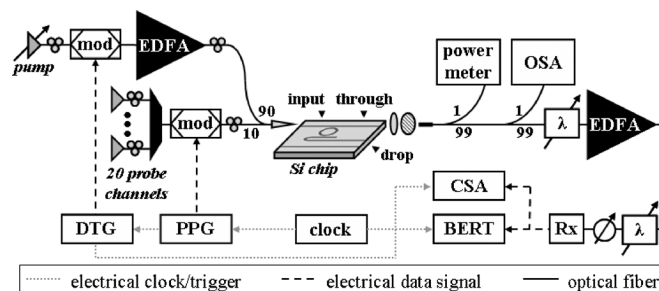 mod
EDFA
pump
mod
20 probe
channels
90
10
input
through
drop
Si chip
power
meter
OSA
1
99
1
99
λ
EDFA
DTG
PPG
clock
CSA
BERT
Rx
λ
electrical clock/trigger
electrical data signal
optical fiber